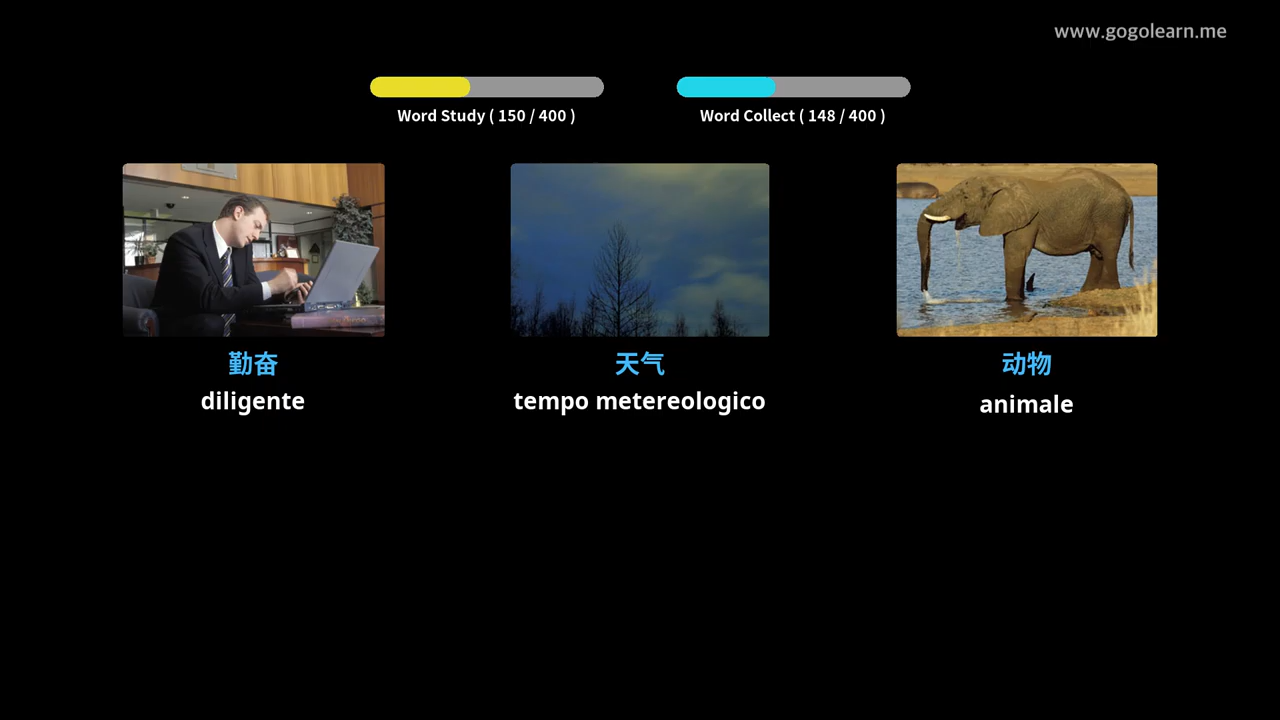 www.gogolearn.me
Word Study ( 150 / 400 )
Word Collect ( 148 / 400 )
勤奋
天气
动物
diligente
tempo metereologico
animale